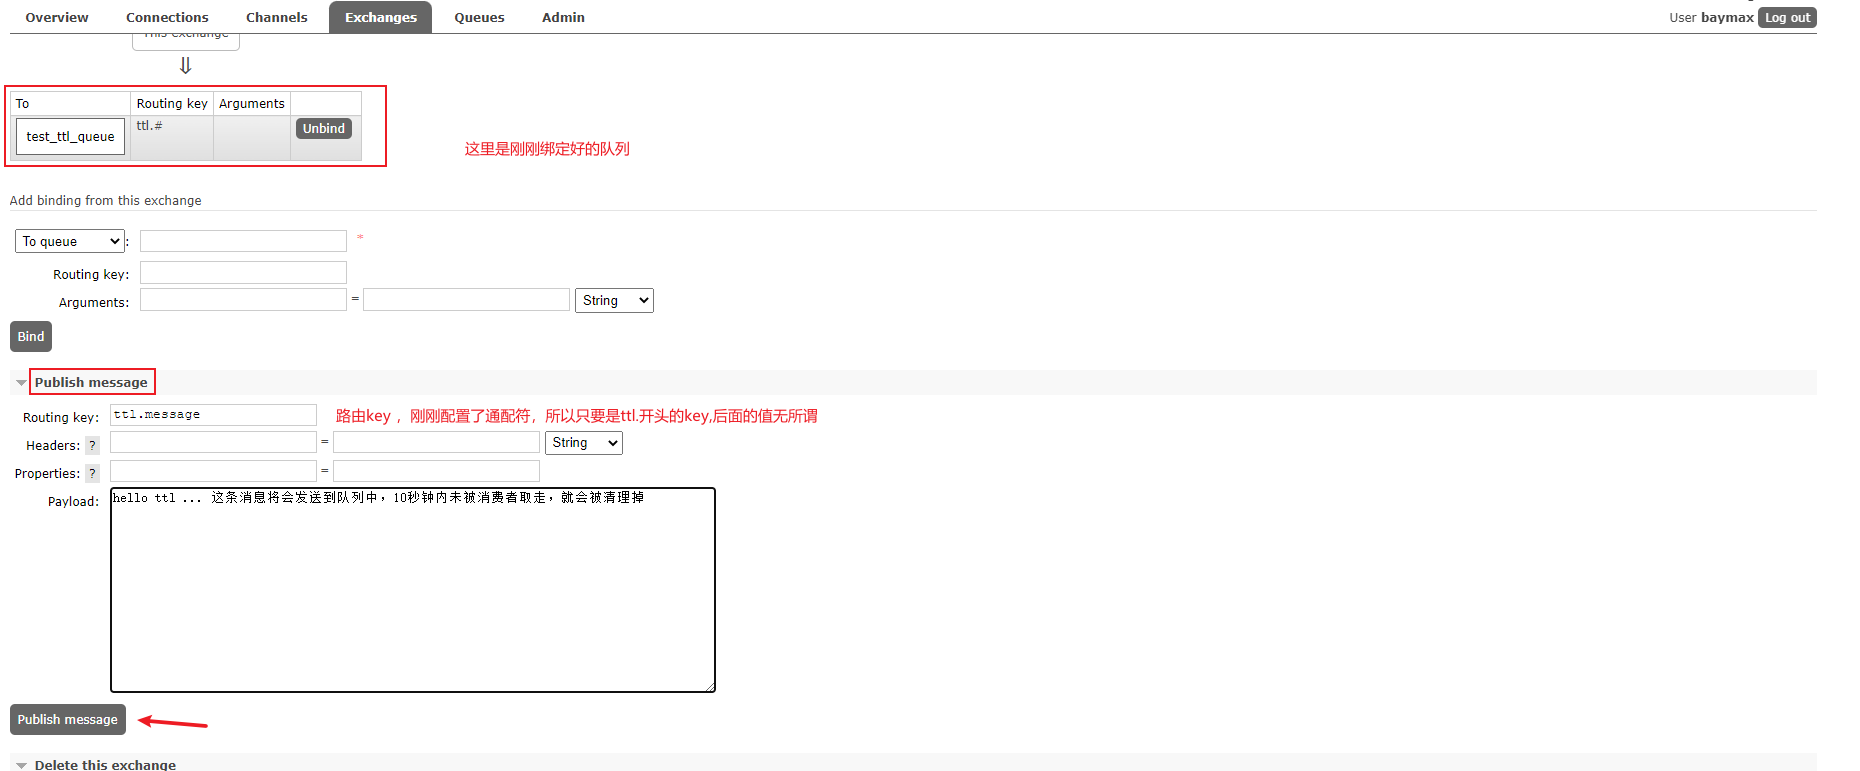 Overview Connections Channels Exchanges Queues Admin User baymax Log out
This exchange
⇓
To Routing key Arguments
test_ttl_queue ttl.# Unbind
这里是刚刚绑定好的队列
Add binding from this exchange
To queue : *
Routing key:
Arguments: = String
Bind
Publish message
Routing key: ttl.message 路由key ，刚刚配置了通配符，所以只要是ttl.开头的key,后面的值无所谓
Headers: ? = String
Properties: ? =
Payload: hello ttl ... 这条消息将会发送到队列中，10秒钟内未被消费者取走，就会被清理掉
Publish message
Delete this exchange